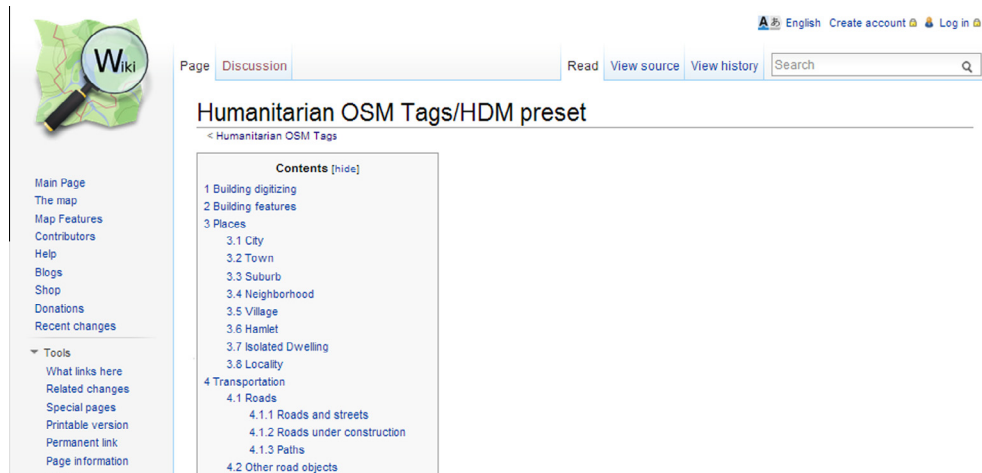 English Create account Log in
Wiki
Page Discussion Read View source View history Search
Humanitarian OSM Tags/HDM preset
< Humanitarian OSM Tags
Main Page
The map
Map Features
Contributors
Help
Blogs
Shop
Donations
Recent changes
Tools
What links here
Related changes
Special pages
Printable version
Permanent link
Page information
Contents [hide]
1 Building digitizing
2 Building features
3 Places
3.1 City
3.2 Town
3.3 Suburb
3.4 Neighborhood
3.5 Village
3.6 Hamlet
3.7 Isolated Dwelling
3.8 Locality
4 Transportation
4.1 Roads
4.1.1 Roads and streets
4.1.2 Roads under construction
4.1.3 Paths
4.2 Other road objects